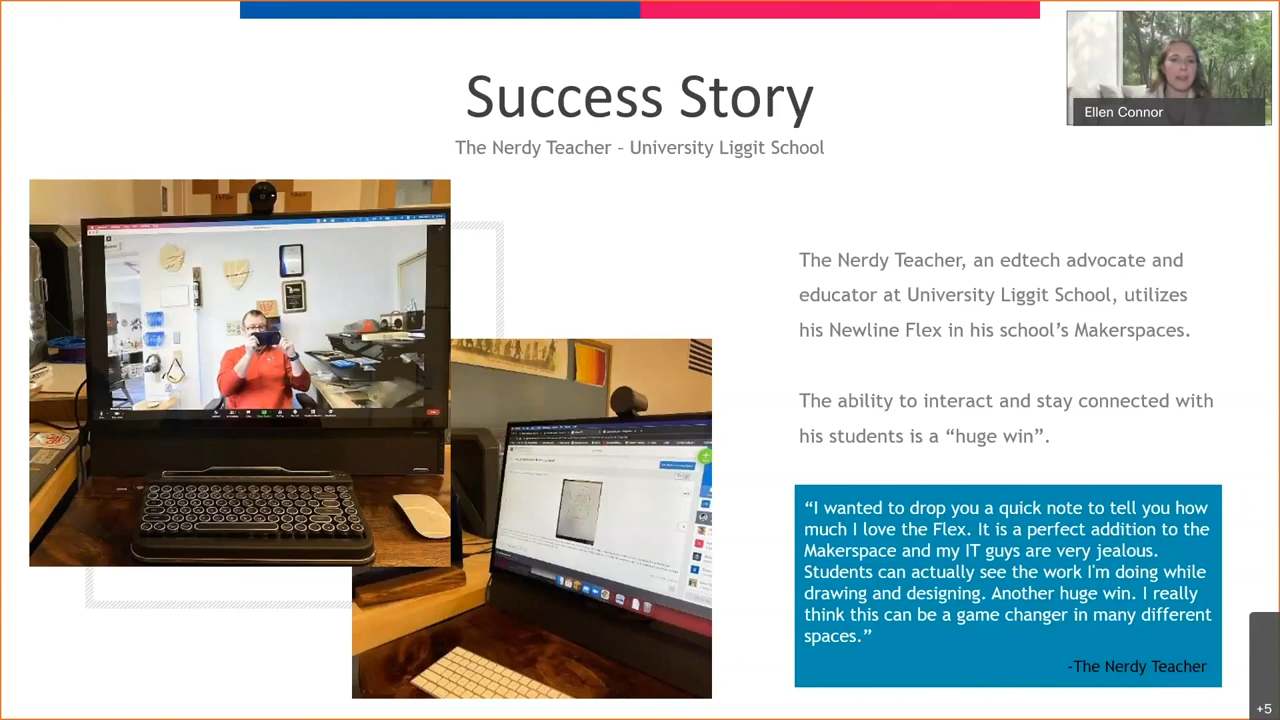 Ellen Connor
Success Story
The Nerdy Teacher – University Liggit School
The Nerdy Teacher, an edtech advocate and
educator at University Liggit School, utilizes
his Newline Flex in his school's Makerspaces.
The ability to interact and stay connected with
his students is a “huge win”.
“I wanted to drop you a quick note to tell you how
much I love the Flex. It is a perfect addition to the
Makerspace and my IT guys are very jealous.
Students can actually see the work I'm doing while
drawing and designing. Another huge win. I really
think this can be a game changer in many different
spaces.”
-The Nerdy Teacher
+5